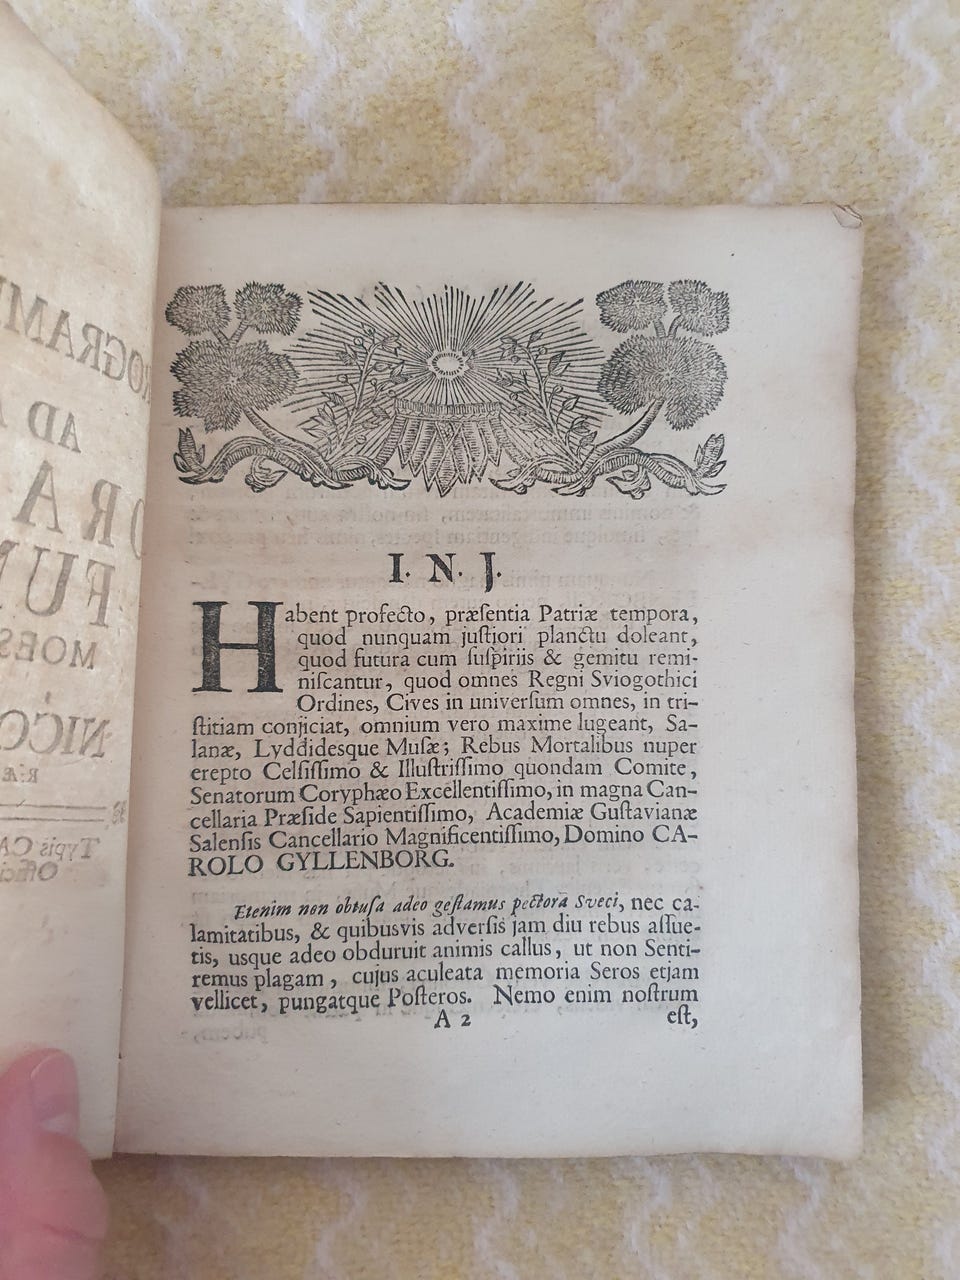 I. N. J.
Habent profecto, præſentia Patriæ tempora,
quod nunquam juſtiori planctu doleant,
quod futura cum ſuſpiriis & gemitu remi-
niſcantur, quod omnes Regni Sviogothici
Ordines, Cives in univerſum omnes, in tri-
ſtitiam conjiciat, omnium vero maxime lugeant, Sa-
lanæ, Lyddidesque Muſæ; Rebus Mortalibus nuper
erepto Celſiſſimo & Illuſtriſſimo quondam Comite,
Senatorum Coryphæo Excellentiſſimo, in magna Can-
cellaria Præſide Sapientiſſimo, Academiæ Guſtavianæ
Salenſis Cancellario Magnificentiſſimo, Domino CA-
ROLO GYLLENBORG.
Etenim non obtuſa adeo geſtamus pectora Sveci, nec ca-
lamitatibus, & quibusvis adverſis jam diu rebus aſſue-
tis, usque adeo obduruit animis callus, ut non Senti-
remus plagam, cujus aculeata memoria Seros etjam
vellicet, pungatque Poſteros. Nemo enim noſtrum
A 2 eſt,